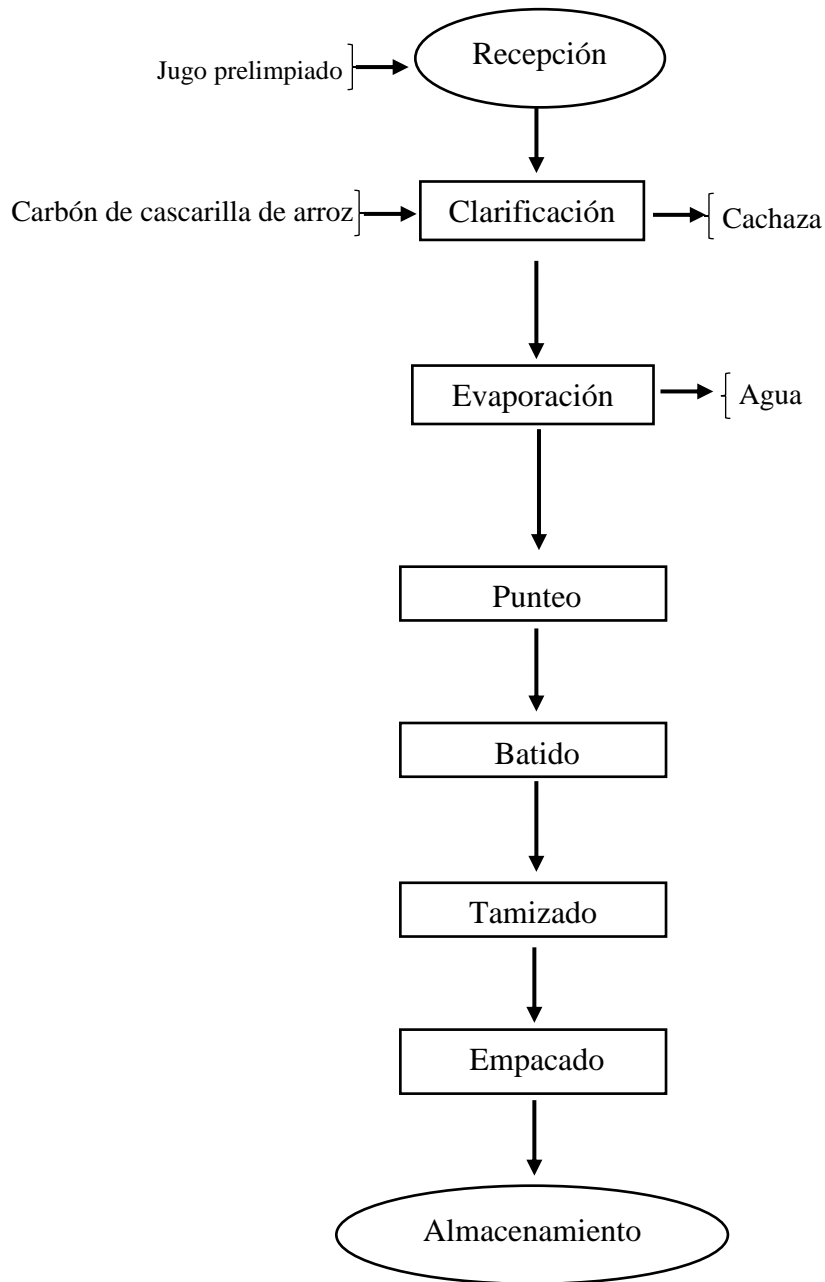 Recepción
Jugo prelimpiado
Carbón de cascarilla de arroz
Clarificación
Cachaza
Evaporación
Agua
Punteo
Batido
Tamizado
Empacado
Almacenamiento